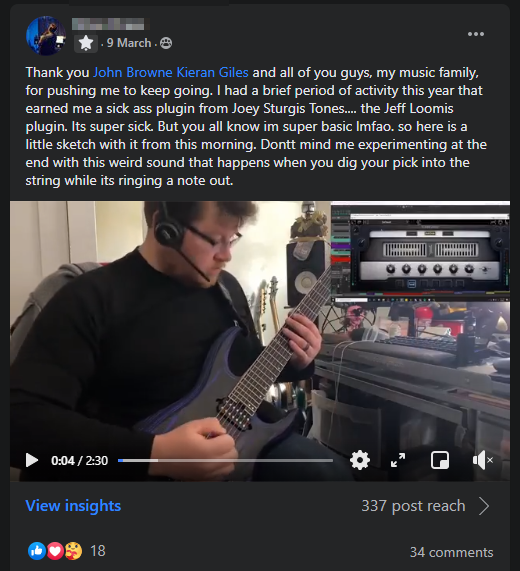 · 9 March ·
Thank you John Browne Kieran Giles and all of you guys, my music family,
for pushing me to keep going. I had a brief period of activity this year that
earned me a sick ass plugin from Joey Sturgis Tones.... the Jeff Loomis
plugin. Its super sick. But you all know im super basic lmfao. so here is a
little sketch with it from this morning. Dontt mind me experimenting at the
end with this weird sound that happens when you dig your pick into the
string while its ringing a note out.
0:04 / 2:30
View insights
337 post reach
18
34 comments